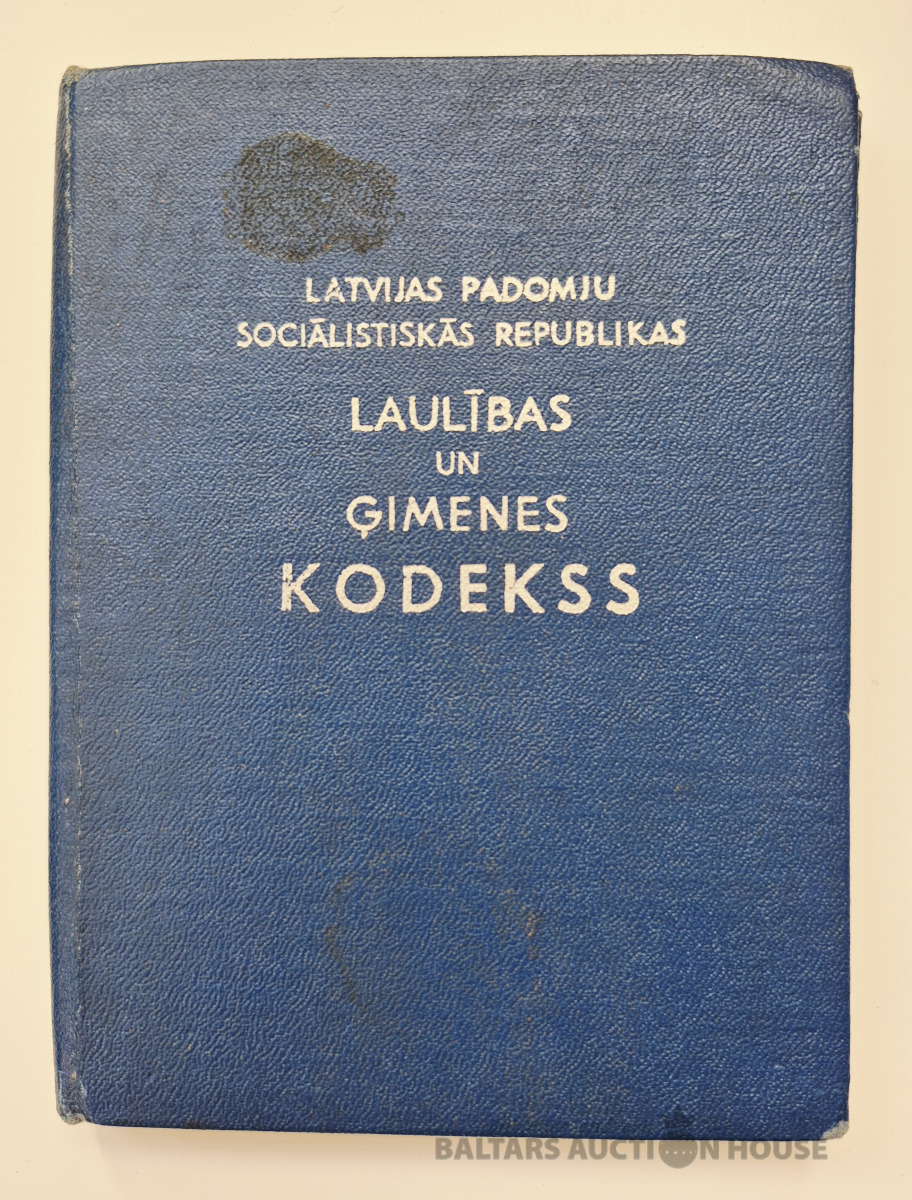 LATVIJAS PADOMJU
SOCIĀLISTISKĀS REPUBLIKAS
LAULĪBAS
UN
ĢIMENES
KODEKSS
BALTARS AUCTION HOUSE